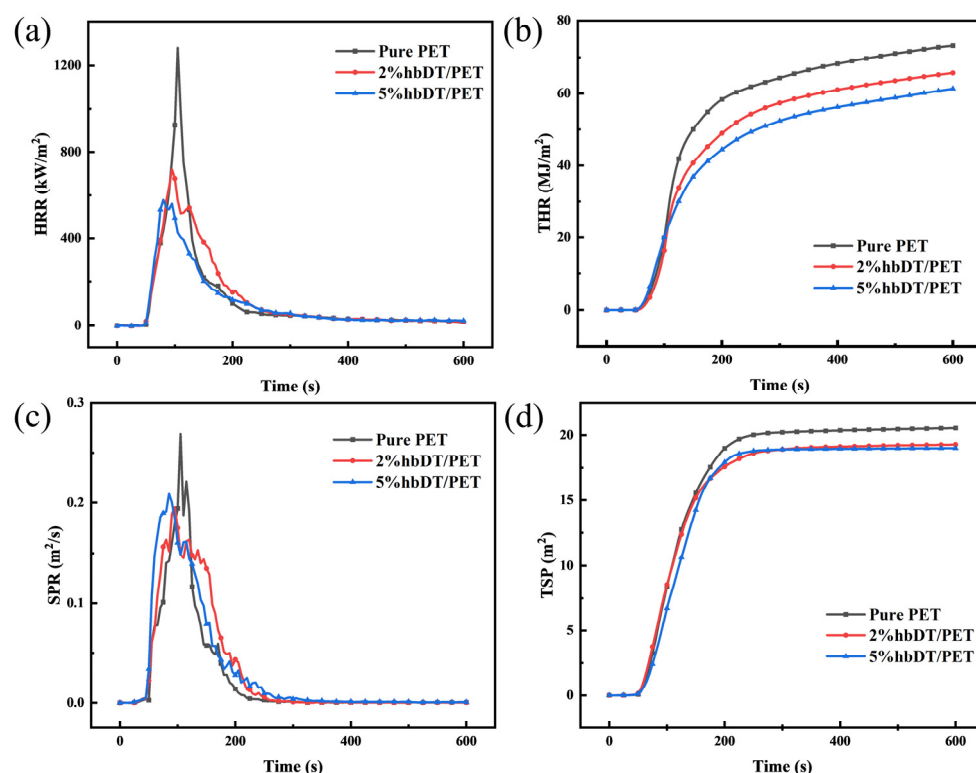 (a)
HRR (kW/m²)
1200
800
400
0
Pure PET
2%hbDT/PET
5%hbDT/PET
0 200 400 600
Time (s)
(b)
THR (MJ/m²)
80
70
60
50
40
30
20
10
0
Pure PET
2%hbDT/PET
5%hbDT/PET
0 200 400 600
Time (s)
(c)
SPR (m²/s)
0.3
0.2
0.1
0.0
Pure PET
2%hbDT/PET
5%hbDT/PET
0 200 400 600
Time (s)
(d)
TSP (m²)
20
15
10
5
0
Pure PET
2%hbDT/PET
5%hbDT/PET
0 200 400 600
Time (s)